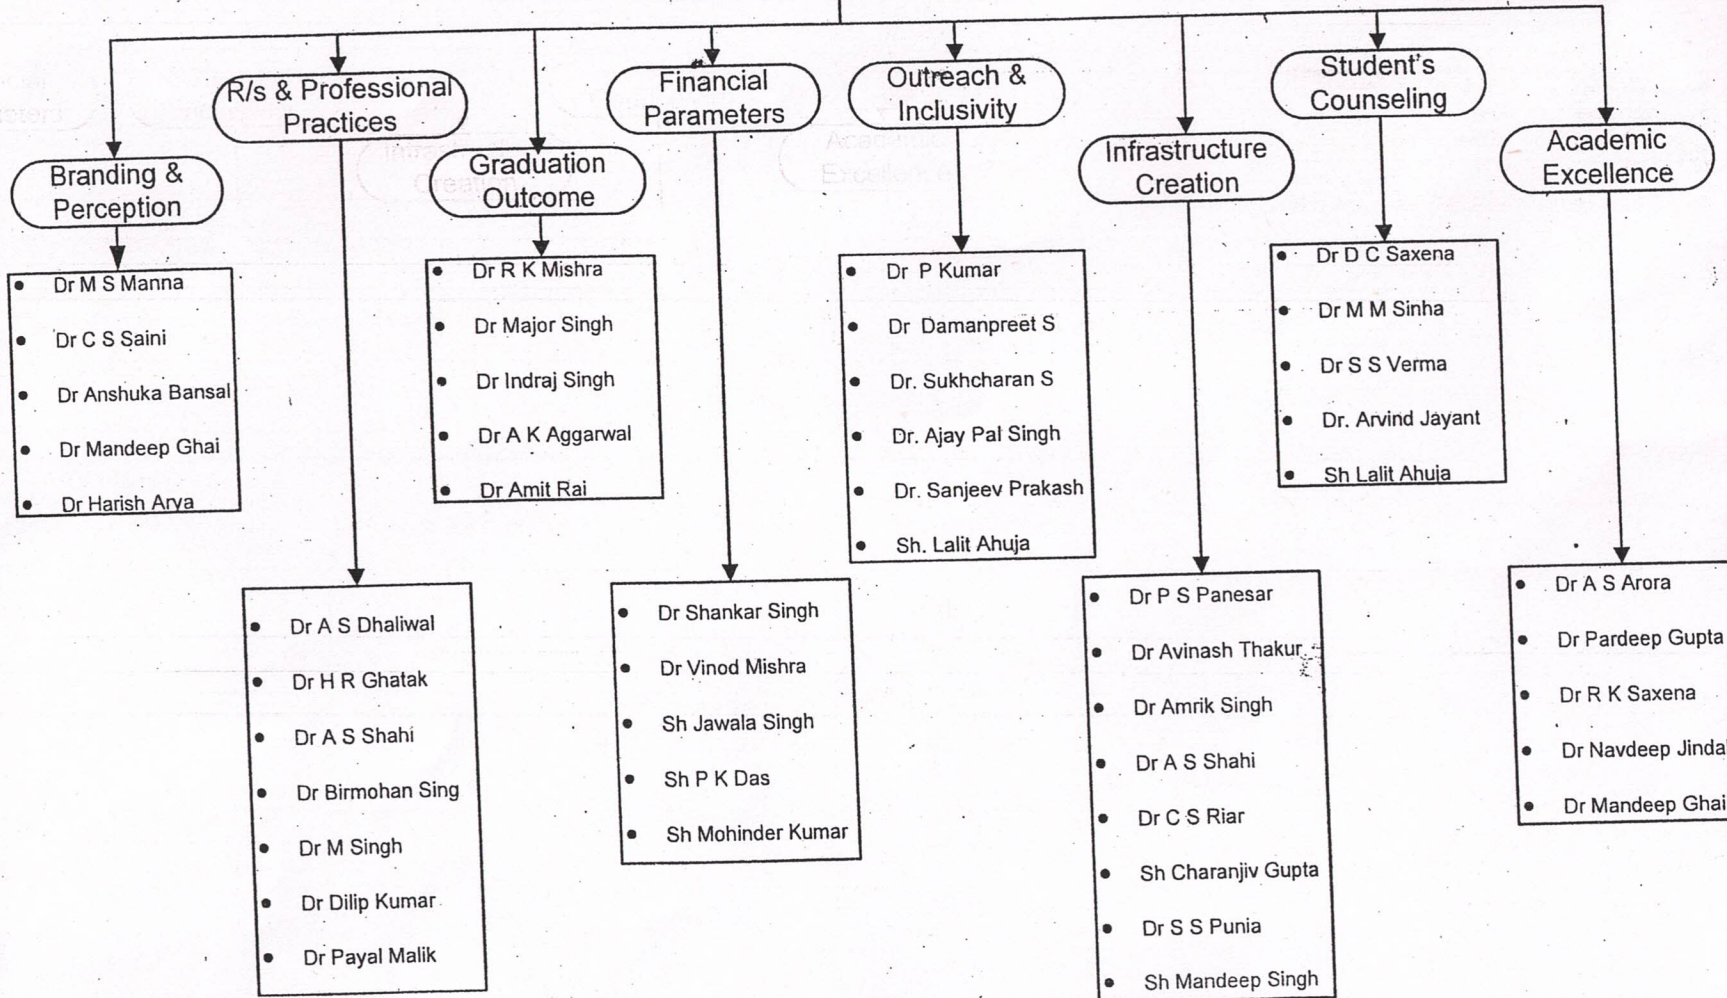 Branding &
Perception
Dr M S Manna
Dr C S Saini
Dr Anshuka Bansal
Dr Mandeep Ghai
Dr Harish Arya
R/s & Professional
Practices
Dr A S Dhaliwal
Dr H R Ghatak
Dr A S Shahi
Dr Birmohan Sing
Dr M Singh
Dr Dilip Kumar
Dr Payal Malik
Graduation
Outcome
Dr R K Mishra
Dr Major Singh
Dr Indraj Singh
Dr A K Aggarwal
Dr Amit Rai
Financial
Parameters
Dr Shankar Singh
Dr Vinod Mishra
Sh Jawala Singh
Sh P K Das
Sh Mohinder Kumar
Outreach &
Inclusivity
Dr P Kumar
Dr Damanpreet S
Dr. Sukhcharan S
Dr. Ajay Pal Singh
Dr. Sanjeev Prakash
Sh. Lalit Ahuja
Infrastructure
Creation
Dr P S Panesar
Dr Avinash Thakur
Dr Amrik Singh
Dr A S Shahi
Dr C S Riar
Sh Charanjiv Gupta
Dr S S Punia
Sh Mandeep Singh
Student's
Counseling
Dr D C Saxena
Dr M M Sinha
Dr S S Verma
Dr. Arvind Jayant
Sh Lalit Ahuja
Academic
Excellence
Dr A S Arora
Dr Pardeep Gupta
Dr R K Saxena
Dr Navdeep Jindal
Dr Mandeep Ghai